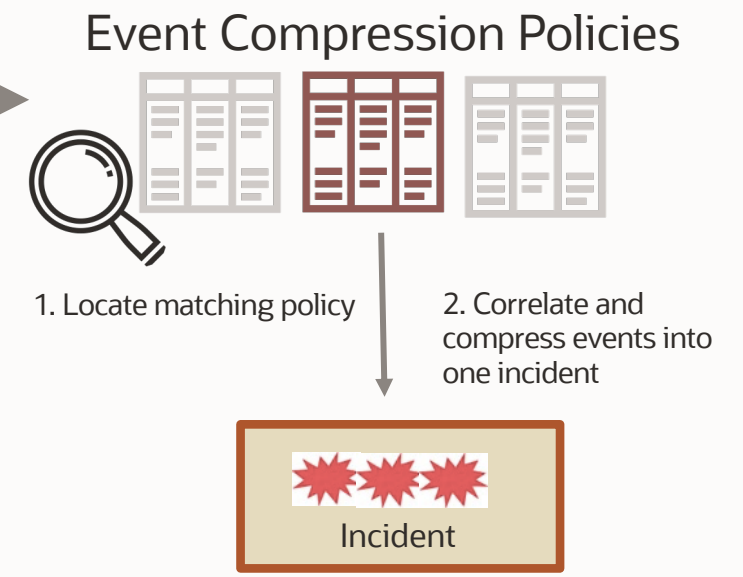 Event Compression Policies
1. Locate matching policy
2. Correlate and
compress events into
one incident
Incident